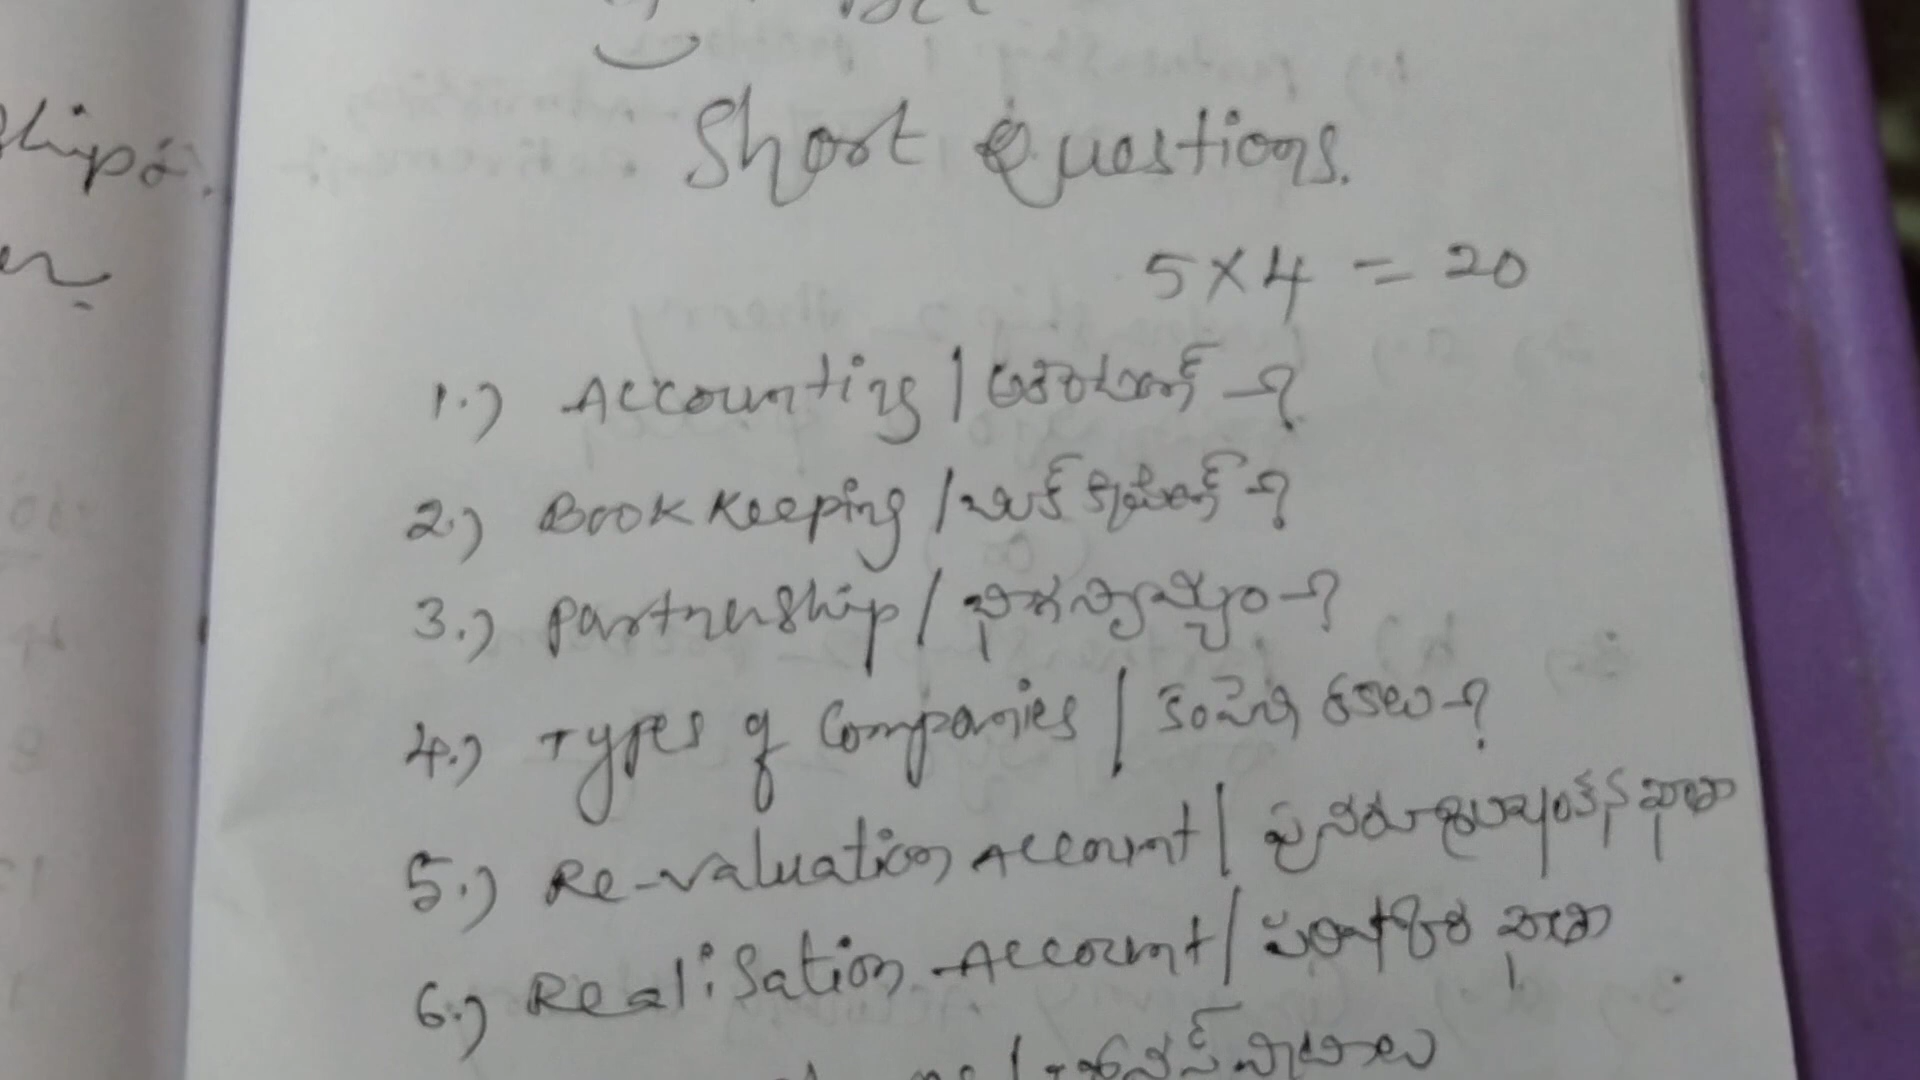 Short Questions.
5 x 4 = 20
1.) Accounting / అకౌంటింగ్ - ?
2.) Book Keeping / బుక్ కీపింగ్ - ?
3.) Partnership / భాగస్వామ్యం - ?
4.) Types of Companies / కంపెనీ రకాలు - ?
5.) Re-valuation Account / ఖాతా
6.) Realisation Account / ఖాతా